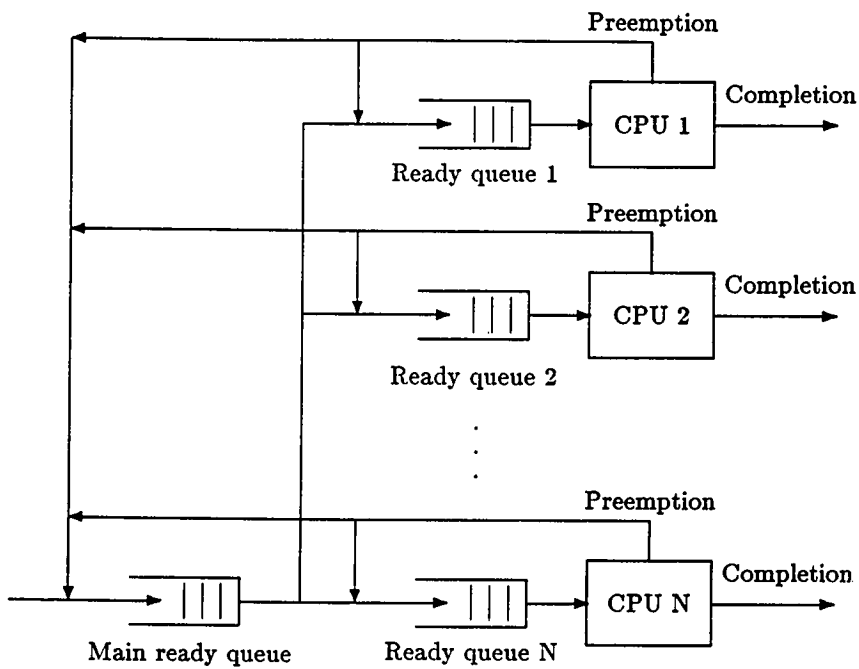 Preemption
Completion
CPU 1
Ready queue 1
Preemption
Completion
CPU 2
Ready queue 2
Preemption
Completion
CPU N
Main ready queue
Ready queue N